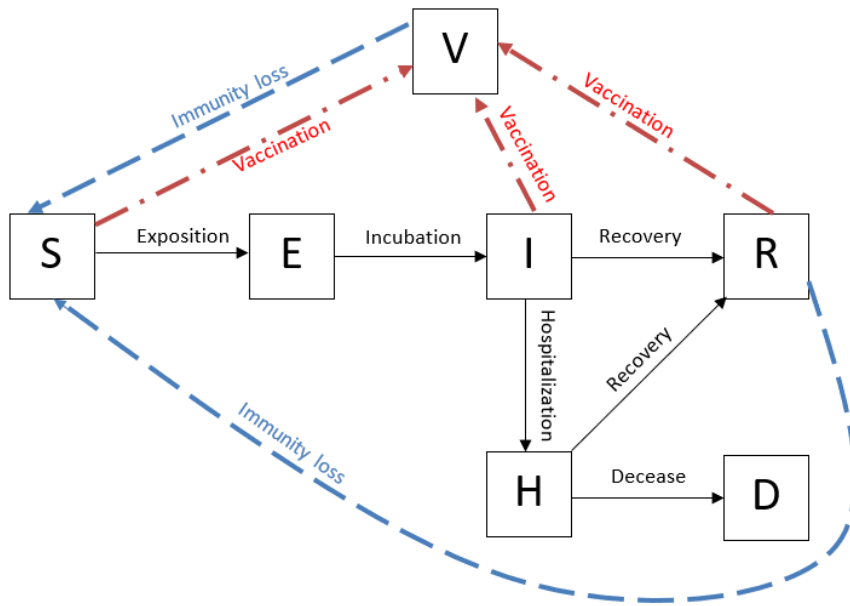 V
Immunity loss
Vaccination
Vaccination
Vaccination
S
Exposition
E
Incubation
I
Recovery
R
Hospitalization
Recovery
Immunity loss
H
Decease
D